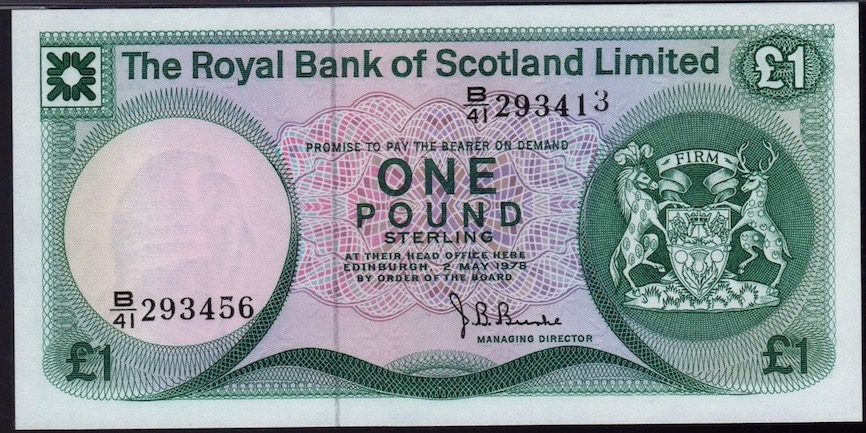 The Royal Bank of Scotland Limited
£1
B/41 293413
PROMISE TO PAY THE BEARER ON DEMAND
ONE
POUND
STERLING
AT THEIR HEAD OFFICE HERE
EDINBURGH, 2 MAY 1978
BY ORDER OF THE BOARD
FIRM
B/41 293456
J. B. Burke
MANAGING DIRECTOR
£1
£1